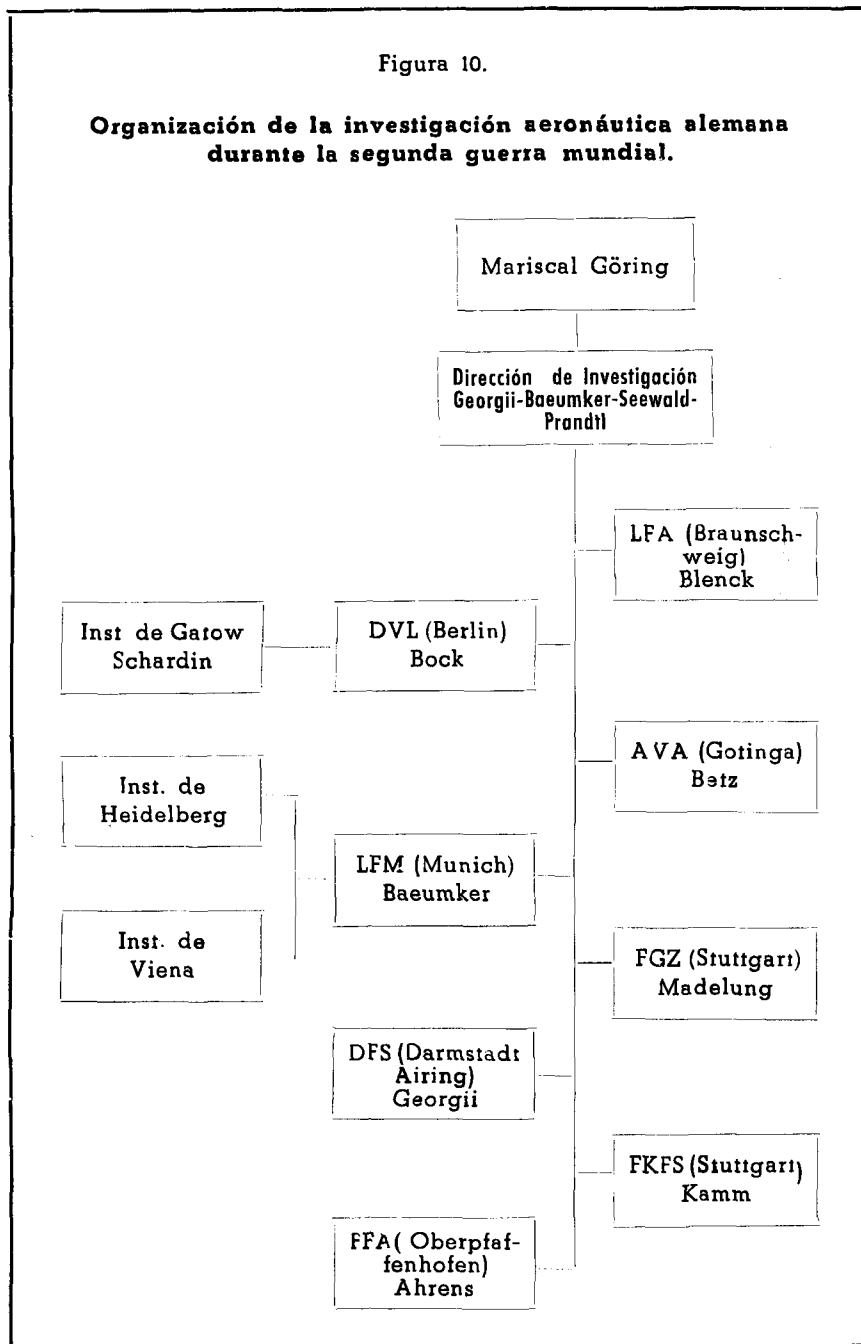 Figura 10.
Organización de la investigación aeronáutica alemana
durante la segunda guerra mundial.
Mariscal Göring
Dirección de Investigación
Georgii-Baeumker-Seewald-
Prandtl
LFA (Braunsch-
weig)
Blenck
Inst de Gatow
Schardin
DVL (Berlin)
Bock
AVA (Gotinga)
Betz
Inst. de
Heidelberg
LFM (Munich)
Baeumker
Inst. de
Viena
FGZ (Stuttgart)
Madelung
DFS (Darmstadt
Airing)
Georgii
FKFS (Stuttgart)
Kamm
FFA ( Oberpfaf-
fenhofen)
Ahrens